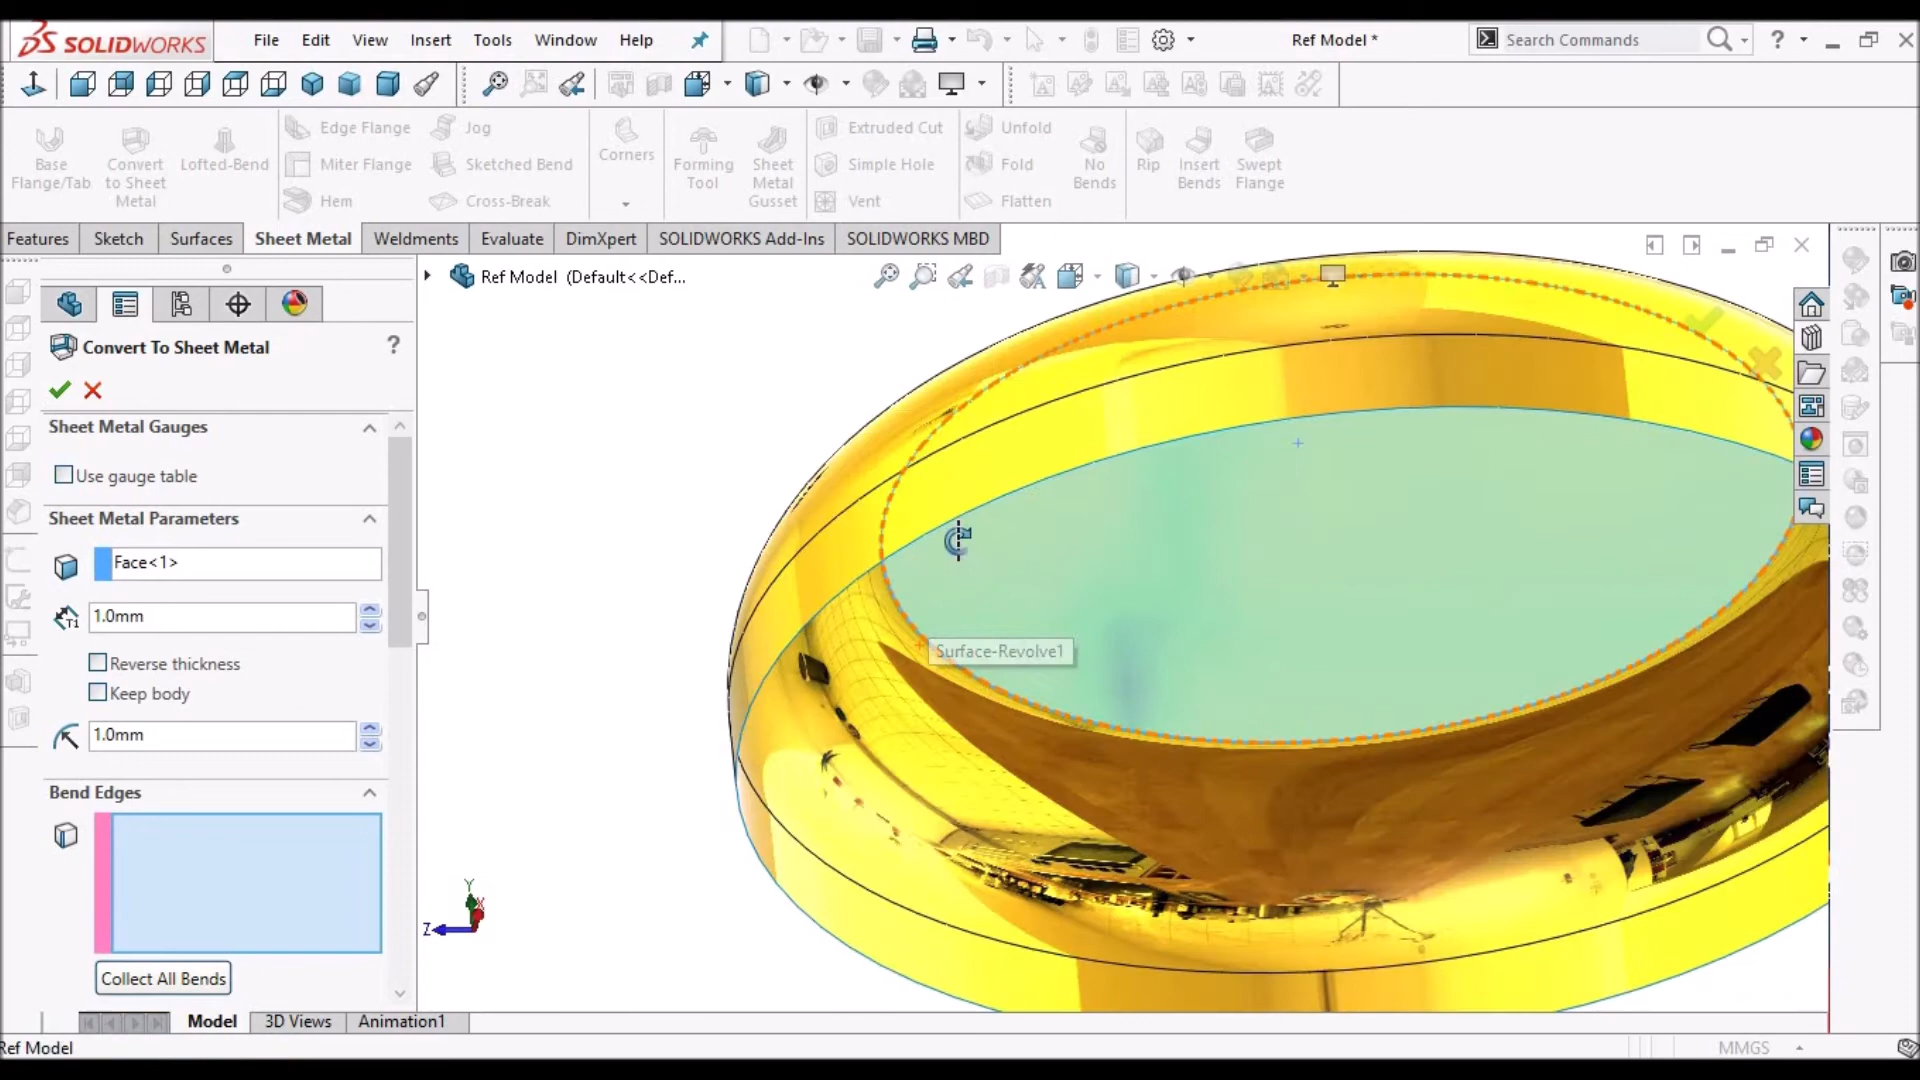 SOLIDWORKS File Edit View Insert Tools Window Help Ref Model * Search Commands ?
Base Flange/Tab
Convert to Sheet Metal
Lofted-Bend
Edge Flange
Miter Flange
Hem
Jog
Sketched Bend
Cross-Break
Corners
Forming Tool
Sheet Metal Gusset
Extruded Cut
Simple Hole
Vent
Unfold
Fold
Flatten
No Bends
Rip
Insert Bends
Swept Flange
Features Sketch Surfaces Sheet Metal Weldments Evaluate DimXpert SOLIDWORKS Add-Ins SOLIDWORKS MBD
Ref Model (Default<<Def...
Convert To Sheet Metal ?
Sheet Metal Gauges
Use gauge table
Sheet Metal Parameters
Face<1>
1.0mm
Reverse thickness
Keep body
1.0mm
Bend Edges
Collect All Bends
Surface-Revolve1
Y
X
Z
Model 3D Views Animation1
Ref Model MMGS